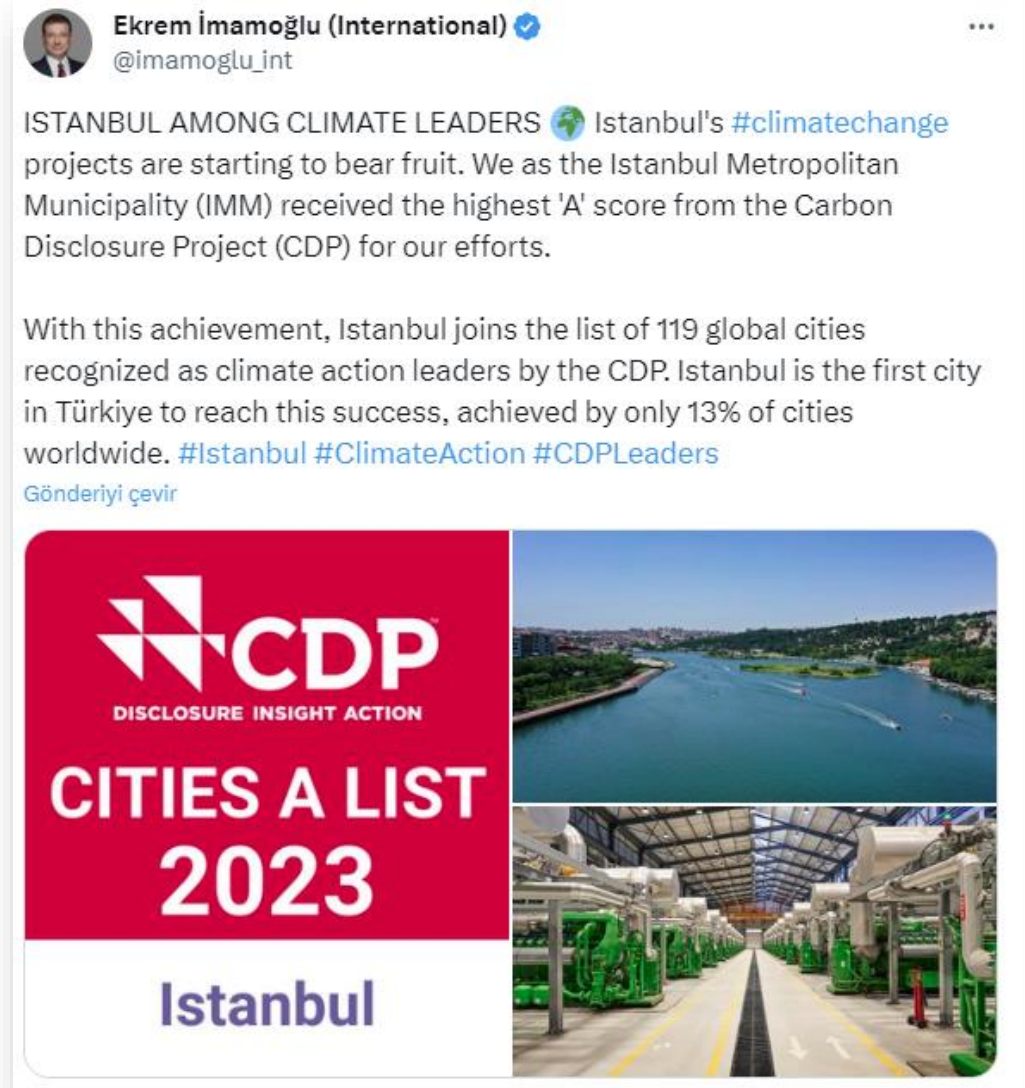 Ekrem İmamoğlu (International)
@imamoglu_int
ISTANBUL AMONG CLIMATE LEADERS 🌍 Istanbul's #climatechange
projects are starting to bear fruit. We as the Istanbul Metropolitan
Municipality (IMM) received the highest 'A' score from the Carbon
Disclosure Project (CDP) for our efforts.
With this achievement, Istanbul joins the list of 119 global cities
recognized as climate action leaders by the CDP. Istanbul is the first city
in Türkiye to reach this success, achieved by only 13% of cities
worldwide. #Istanbul #ClimateAction #CDPLeaders
Gönderiyi çevir
CDP
DISCLOSURE INSIGHT ACTION
CITIES A LIST
2023
Istanbul